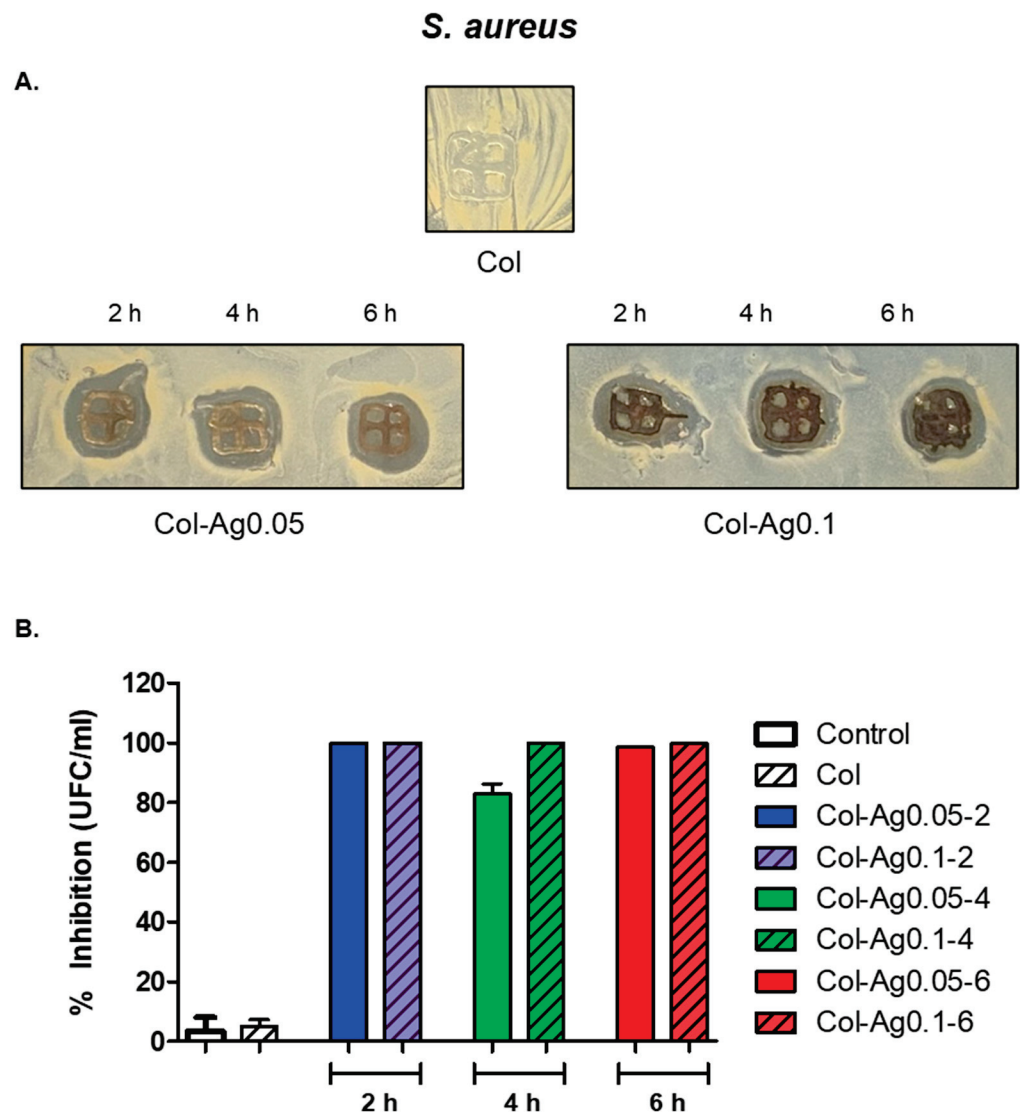 S. aureus
A.
Col
2 h 4 h 6 h 2 h 4 h 6 h
Col-Ag0.05 Col-Ag0.1
B.
% Inhibition (UFC/ml)
120
100
80
60
40
20
0
2 h 4 h 6 h
Control
Col
Col-Ag0.05-2
Col-Ag0.1-2
Col-Ag0.05-4
Col-Ag0.1-4
Col-Ag0.05-6
Col-Ag0.1-6